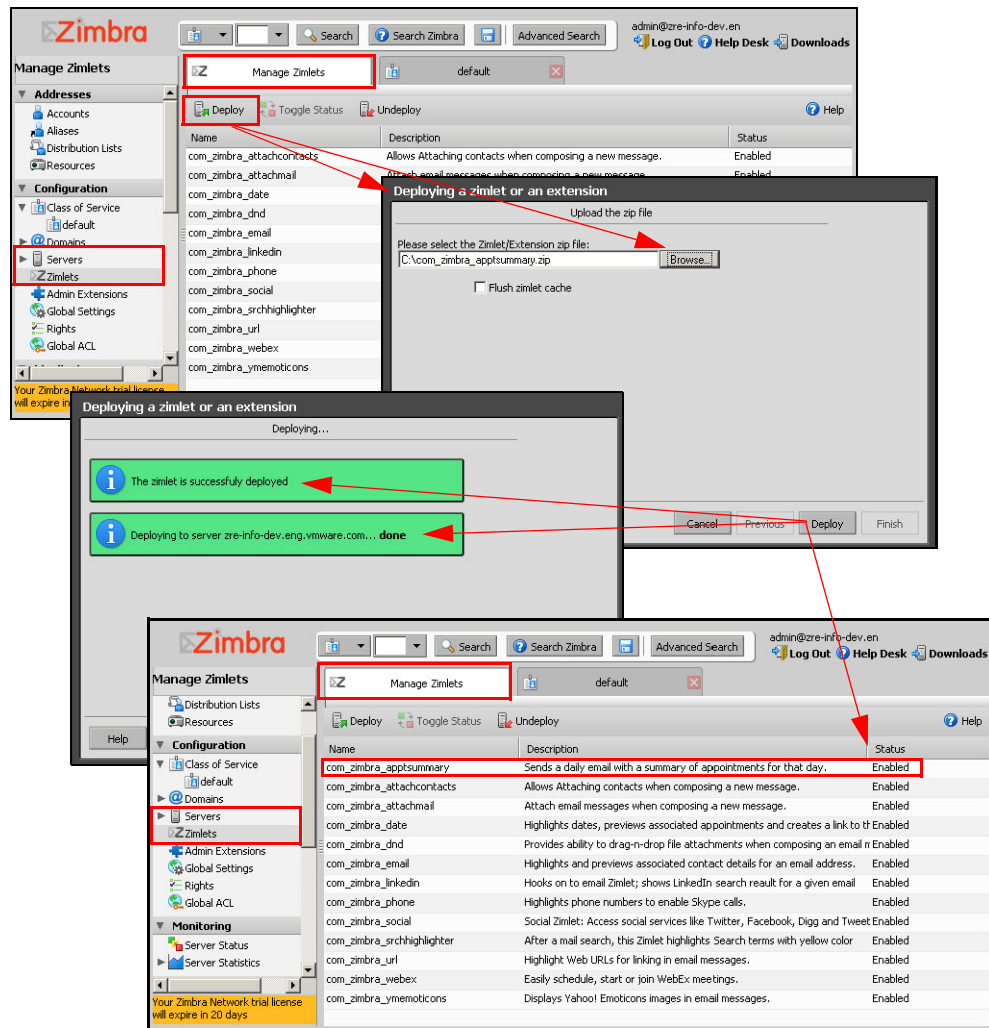 Zimbra
Search
Search Zimbra
Advanced Search
admin@zre-info-dev.en
Log Out Help Desk Downloads
Manage Zimlets
Manage Zimlets
default
Addresses
Accounts
Aliases
Distribution Lists
Resources
Configuration
Class of Service
default
Domains
Servers
Zimlets
Admin Extensions
Global Settings
Rights
Global ACL
Your Zimbra Network trial license
will expire in
Deploy Toggle Status Undeploy Help
Name Description Status
com_zimbra_attachcontacts Allows Attaching contacts when composing a new message. Enabled
com_zimbra_attachmail Attach email messages when composing a new message. Enabled
com_zimbra_date
com_zimbra_dnd
com_zimbra_email
com_zimbra_linkedin
com_zimbra_phone
com_zimbra_social
com_zimbra_srchhighlighter
com_zimbra_url
com_zimbra_webex
com_zimbra_ymemoticons
Deploying a zimlet or an extension
Upload the zip file
Please select the Zimlet/Extension zip file:
C:\com_zimbra_apptsummary.zip Browse...
Flush zimlet cache
Cancel Previous Deploy Finish
Deploying a zimlet or an extension
Deploying...
The zimlet is successfuly deployed
Deploying to server zre-info-dev.eng.vmware.com... done
Help
Zimbra
Search
Search Zimbra
Advanced Search
admin@zre-info-dev.en
Log Out Help Desk Downloads
Manage Zimlets
Manage Zimlets
default
Distribution Lists
Resources
Configuration
Class of Service
default
Domains
Servers
Zimlets
Admin Extensions
Global Settings
Rights
Global ACL
Monitoring
Server Status
Server Statistics
Your Zimbra Network trial license
will expire in 20 days
Deploy Toggle Status Undeploy Help
Name Description Status
com_zimbra_apptsummary Sends a daily email with a summary of appointments for that day. Enabled
com_zimbra_attachcontacts Allows Attaching contacts when composing a new message. Enabled
com_zimbra_attachmail Attach email messages when composing a new message. Enabled
com_zimbra_date Highlights dates, previews associated appointments and creates a link to th Enabled
com_zimbra_dnd Provides ability to drag-n-drop file attachments when composing an email m Enabled
com_zimbra_email Highlights and previews associated contact details for an email address. Enabled
com_zimbra_linkedin Hooks on to email Zimlet; shows LinkedIn search reault for a given email Enabled
com_zimbra_phone Highlights phone numbers to enable Skype calls. Enabled
com_zimbra_social Social Zimlet: Access social services like Twitter, Facebook, Digg and Tweet Enabled
com_zimbra_srchhighlighter After a mail search, this Zimlet highlights Search terms with yellow color Enabled
com_zimbra_url Highlight Web URLs for linking in email messages. Enabled
com_zimbra_webex Easily schedule, start or join WebEx meetings. Enabled
com_zimbra_ymemoticons Displays Yahoo! Emoticons images in email messages. Enabled